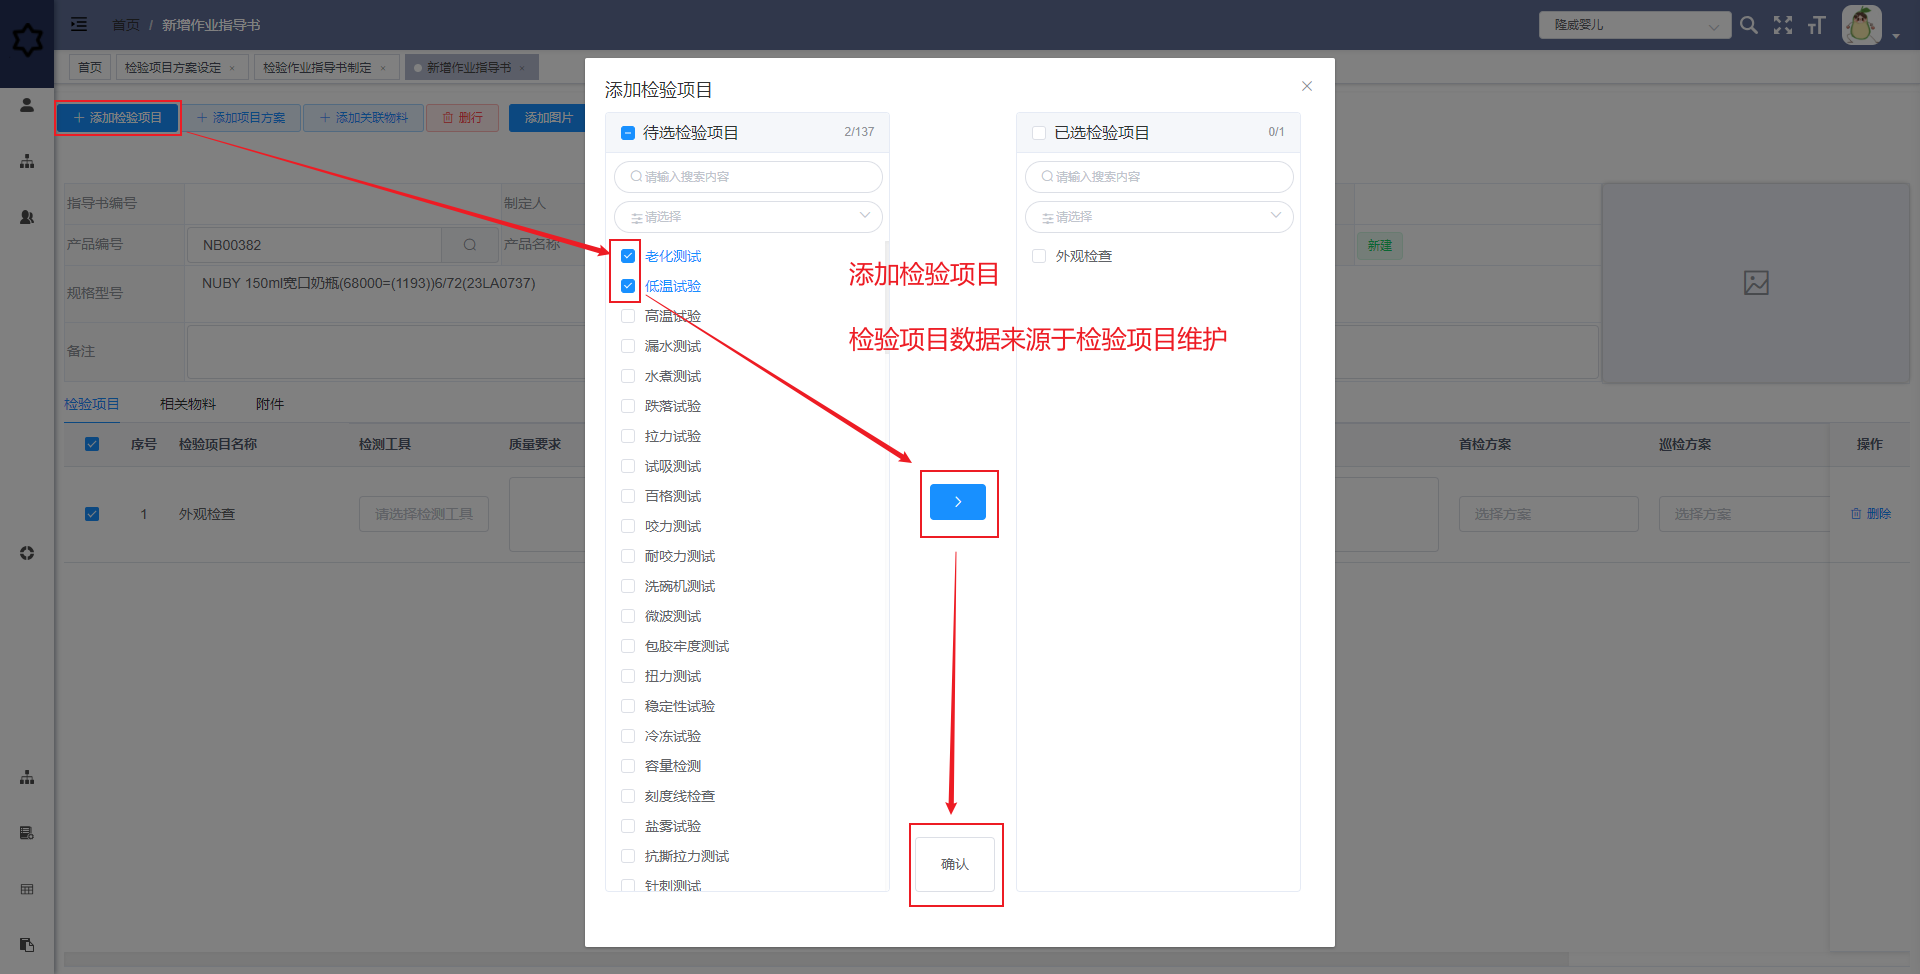 首页 / 新增作业指导书
隆威婴儿
首页
检验项目方案设定 ×
检验作业指导书制定 ×
新增作业指导书 ×
+ 添加检验项目
+ 添加项目方案
+ 添加关联物料
删行
添加图片
指导书编号
制定人
产品编号
NB00382
产品名称
新建
规格型号
NUBY 150ml宽口奶瓶(68000=(1193))6/72(23LA0737)
备注
检验项目
相关物料
附件
序号
检验项目名称
检测工具
质量要求
首检方案
巡检方案
操作
1
外观检查
请选择检测工具
选择方案
选择方案
删除
添加检验项目
待选检验项目
2/137
请输入搜索内容
请选择
老化测试
低温试验
高温试验
漏水测试
水煮测试
跌落试验
拉力试验
试吸测试
百格测试
咬力测试
耐咬力测试
洗碗机测试
微波测试
包胶牢度测试
扭力测试
稳定性试验
冷冻试验
容量检测
刻度线检查
盐雾试验
抗撕拉力测试
针刺测试
添加检验项目
检验项目数据来源于检验项目维护
确认
已选检验项目
0/1
请输入搜索内容
请选择
外观检查